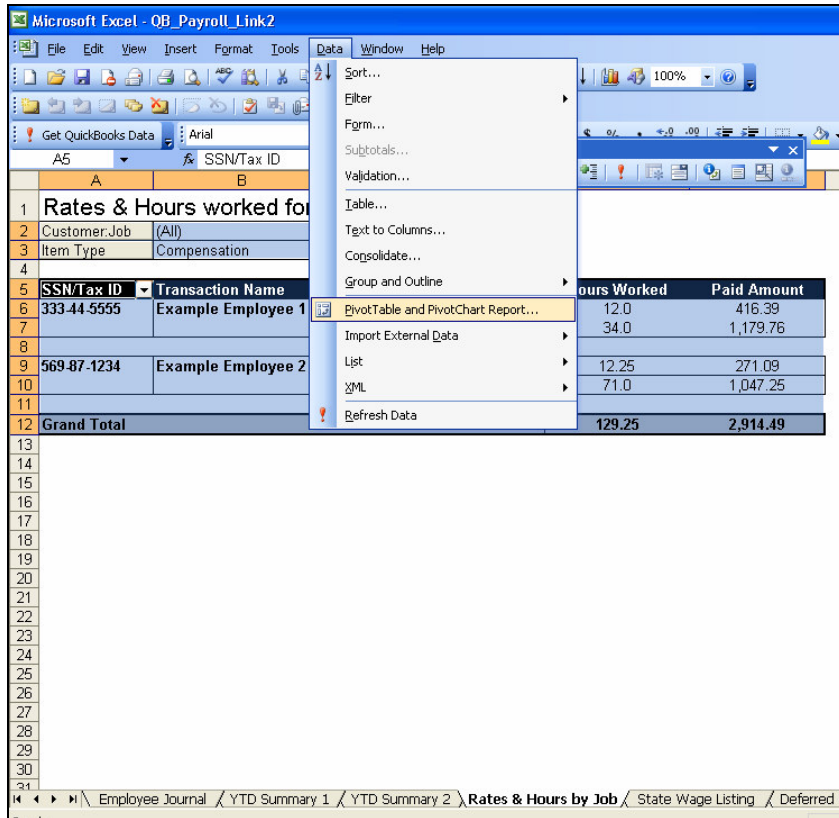 Microsoft Excel - QB_Payroll_Link2
File Edit View Insert Format Tools Data Window Help
100%
Get QuickBooks Data Arial
A5 fx SSN/Tax ID
Sort...
Filter
Form...
Subtotals...
Validation...
Table...
Text to Columns...
Consolidate...
Group and Outline
PivotTable and PivotChart Report...
Import External Data
List
XML
Refresh Data
A B
1 Rates & Hours worked for
2 Customer:Job (All)
3 Item Type Compensation
4
5 SSN/Tax ID Transaction Name ours Worked Paid Amount
6 333-44-5555 Example Employee 1 12.0 416.39
7 34.0 1,179.76
8
9 569-87-1234 Example Employee 2 12.25 271.09
10 71.0 1,047.25
11
12 Grand Total 129.25 2,914.49
13
14
15
16
17
18
19
20
21
22
23
24
25
26
27
28
29
30
31
Employee Journal / YTD Summary 1 / YTD Summary 2 \ Rates & Hours by Job / State Wage Listing / Deferred